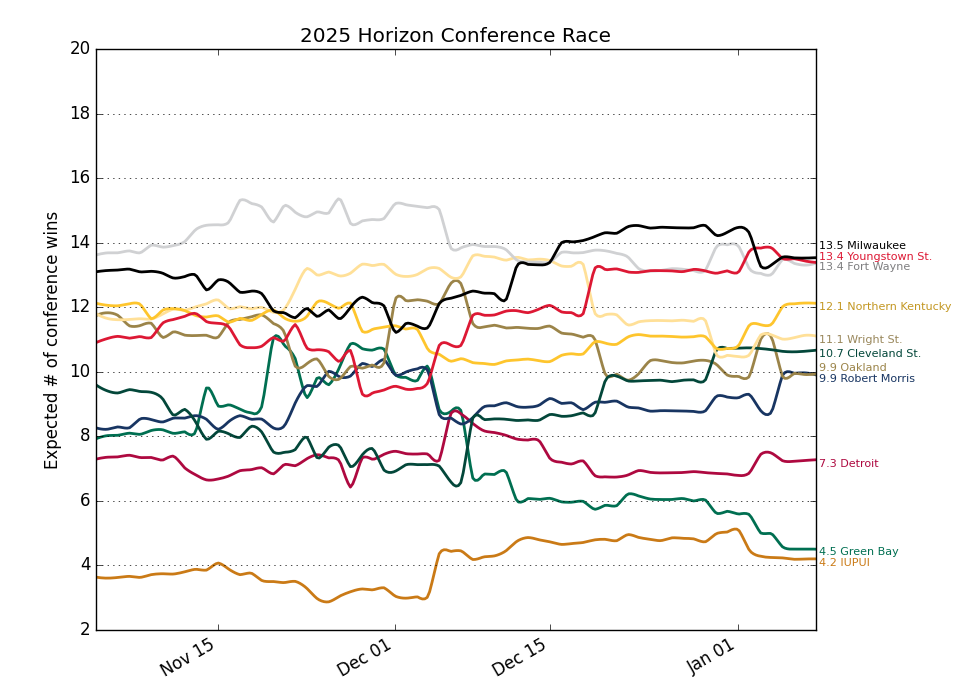 2025 Horizon Conference Race
Expected # of conference wins
20
18
16
14
12
10
8
6
4
2
Nov 15
Dec 01
Dec 15
Jan 01
13.5 Milwaukee
13.4 Youngstown St.
13.4 Fort Wayne
12.1 Northern Kentucky
11.1 Wright St.
10.7 Cleveland St.
9.9 Oakland
9.9 Robert Morris
7.3 Detroit
4.5 Green Bay
4.2 IUPUI